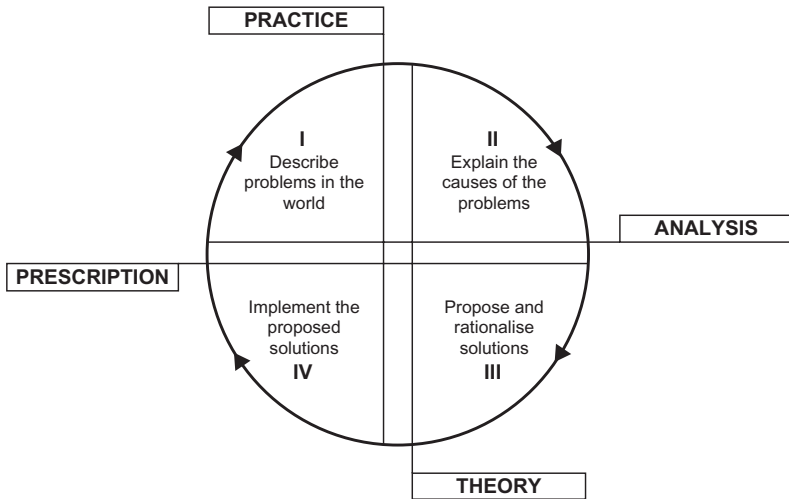 PRACTICE
I
Describe
problems in the
world
II
Explain the
causes of the
problems
ANALYSIS
PRESCRIPTION
Implement the
proposed
solutions
IV
Propose and
rationalise
solutions
III
THEORY